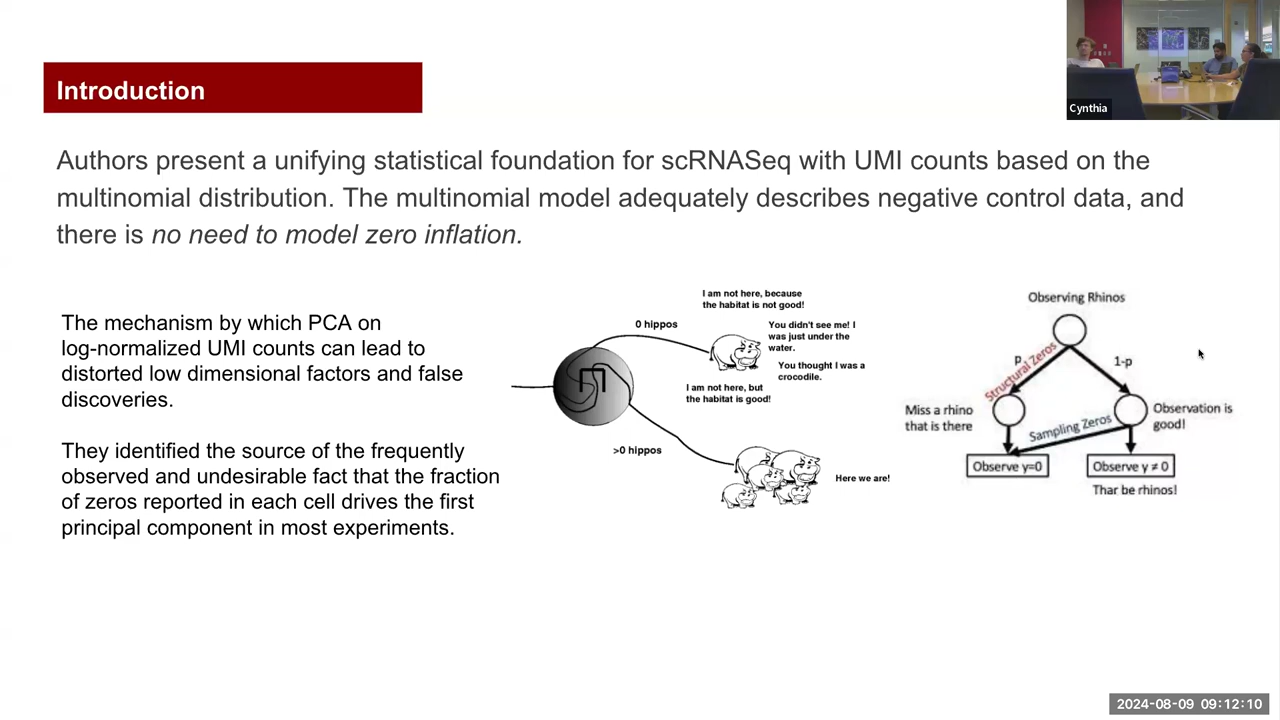 Introduction
Cynthia
Authors present a unifying statistical foundation for scRNASeq with UMI counts based on the
multinomial distribution. The multinomial model adequately describes negative control data, and
there is no need to model zero inflation.
The mechanism by which PCA on
log-normalized UMI counts can lead to
distorted low dimensional factors and false
discoveries.
They identified the source of the frequently
observed and undesirable fact that the fraction
of zeros reported in each cell drives the first
principal component in most experiments.
I am not here, because
the habitat is not good!
0 hippos
You didn't see me! I
was just under the
water.
You thought I was a
crocodile.
I am not here, but
the habitat is good!
>0 hippos
Here we are!
Observing Rhinos
p
1-p
Structural Zeros
Miss a rhino
that is there
Observation is
good!
Sampling Zeros
Observe y=0
Observe y ≠ 0
Thar be rhinos!
2024-08-09 09:12:10